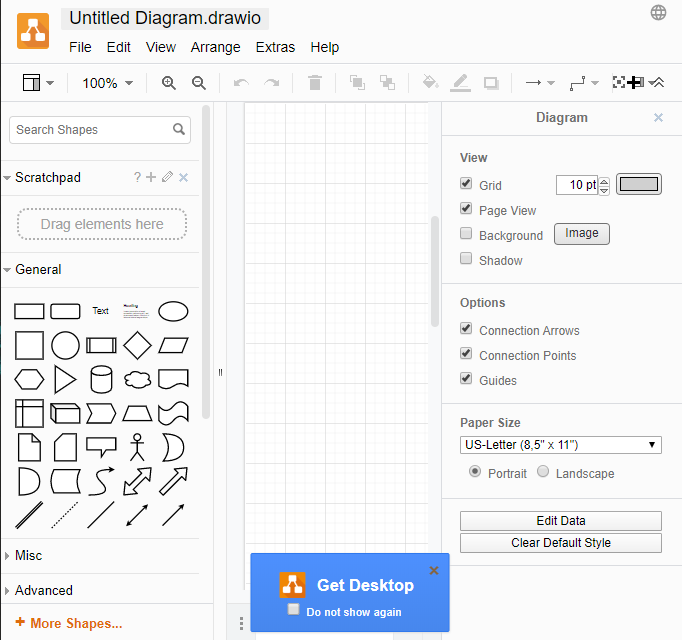 Untitled Diagram.drawio
File Edit View Arrange Extras Help
100%
Search Shapes
Scratchpad
?
Drag elements here
General
Text
Heading
Misc
Advanced
+ More Shapes...
Diagram
View
Grid 10 pt
Page View
Background Image
Shadow
Options
Connection Arrows
Connection Points
Guides
Paper Size
US-Letter (8,5" x 11")
Portrait Landscape
Edit Data
Clear Default Style
Get Desktop
Do not show again